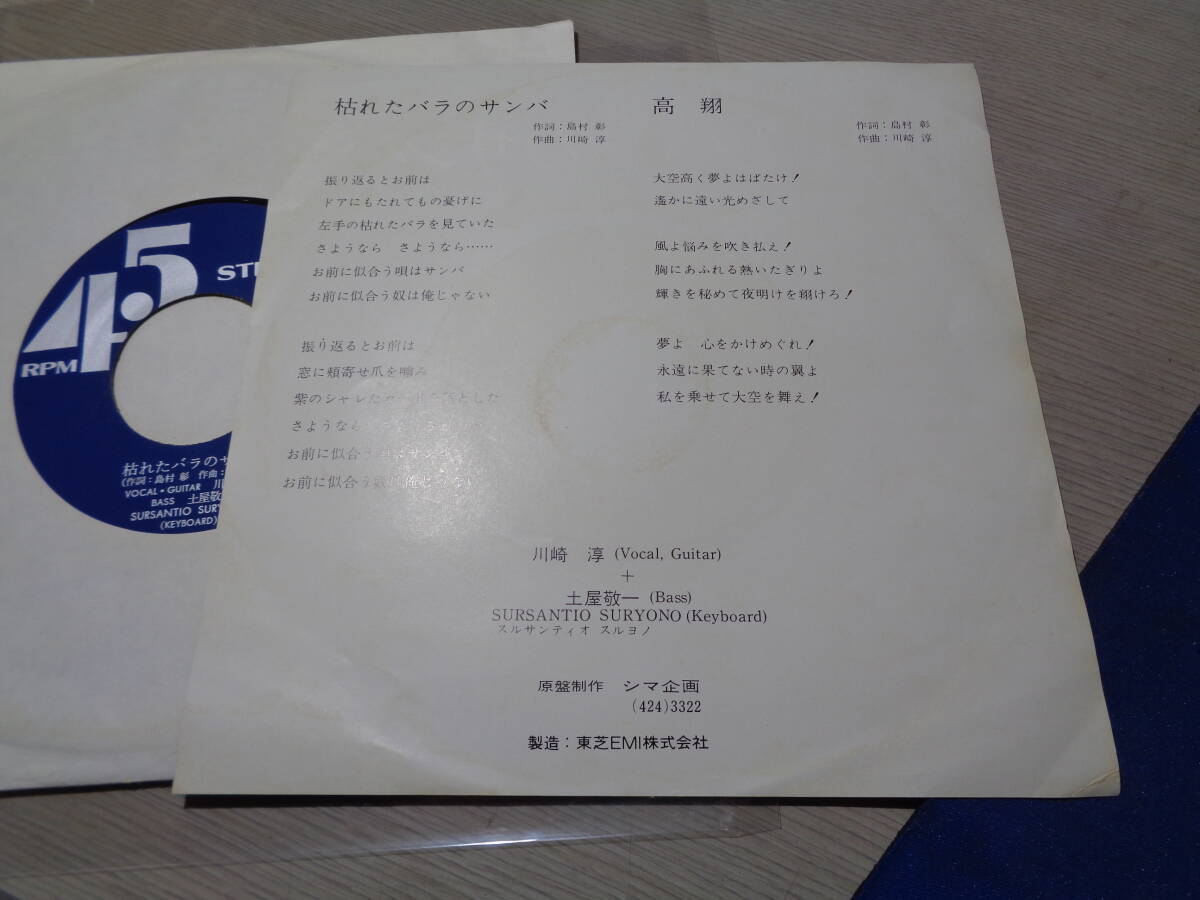 枯れたバラのサンバ
作詞：島村 彰
作曲：川崎 淳
振り返るとお前は
ドアにもたれてもの憂げに
左手の枯れたバラを見ていた
さようなら さようなら……
お前に似合う唄はサンバ
お前に似合う奴は俺じゃない
振り返るとお前は
窓に頬寄せ爪を噛み
紫のシャレた
とした
さようなら
お前に似合う
お前に似合う
高翔
作詞：島村 彰
作曲：川崎 淳
大空高く夢よはばたけ！
遙かに遠い光めざして
風よ悩みを吹き払え！
胸にあふれる熱いたぎりよ
輝きを秘めて夜明けを翔けろ！
夢よ 心をかけめぐれ！
永遠に果てない時の翼よ
私を乗せて大空を舞え！
川崎 淳 (Vocal, Guitar)
＋
土屋敬一 (Bass)
SURSANTIO SURYONO (Keyboard)
スルサンティオ スルヨノ
原盤制作 シマ企画
(424)3322
製造：東芝EMI株式会社
45
RPM
枯れたバラの
(作詞：島村 彰 作曲：
VOCAL・GUITAR 川
BASS 土屋敬
SURSANTIO SURY
(KEYBOARD)